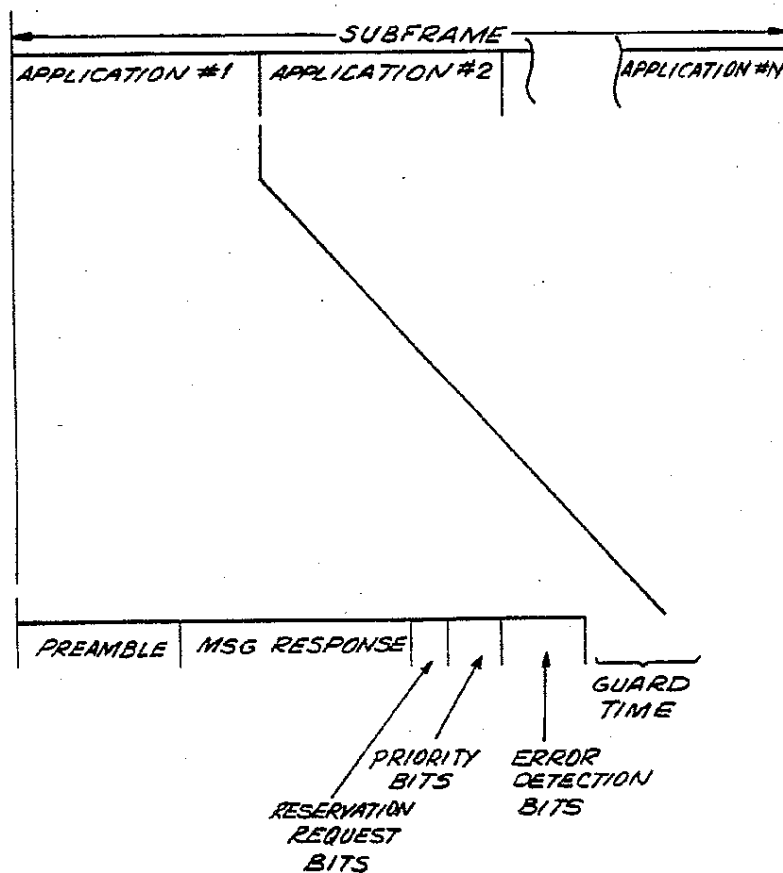 SUBFRAME
APPLICATION #1 APPLICATION #2 APPLICATION #N
PREAMBLE MSG RESPONSE
GUARD
TIME
PRIORITY
BITS
ERROR
DETECTION
BITS
RESERVATION
REQUEST
BITS